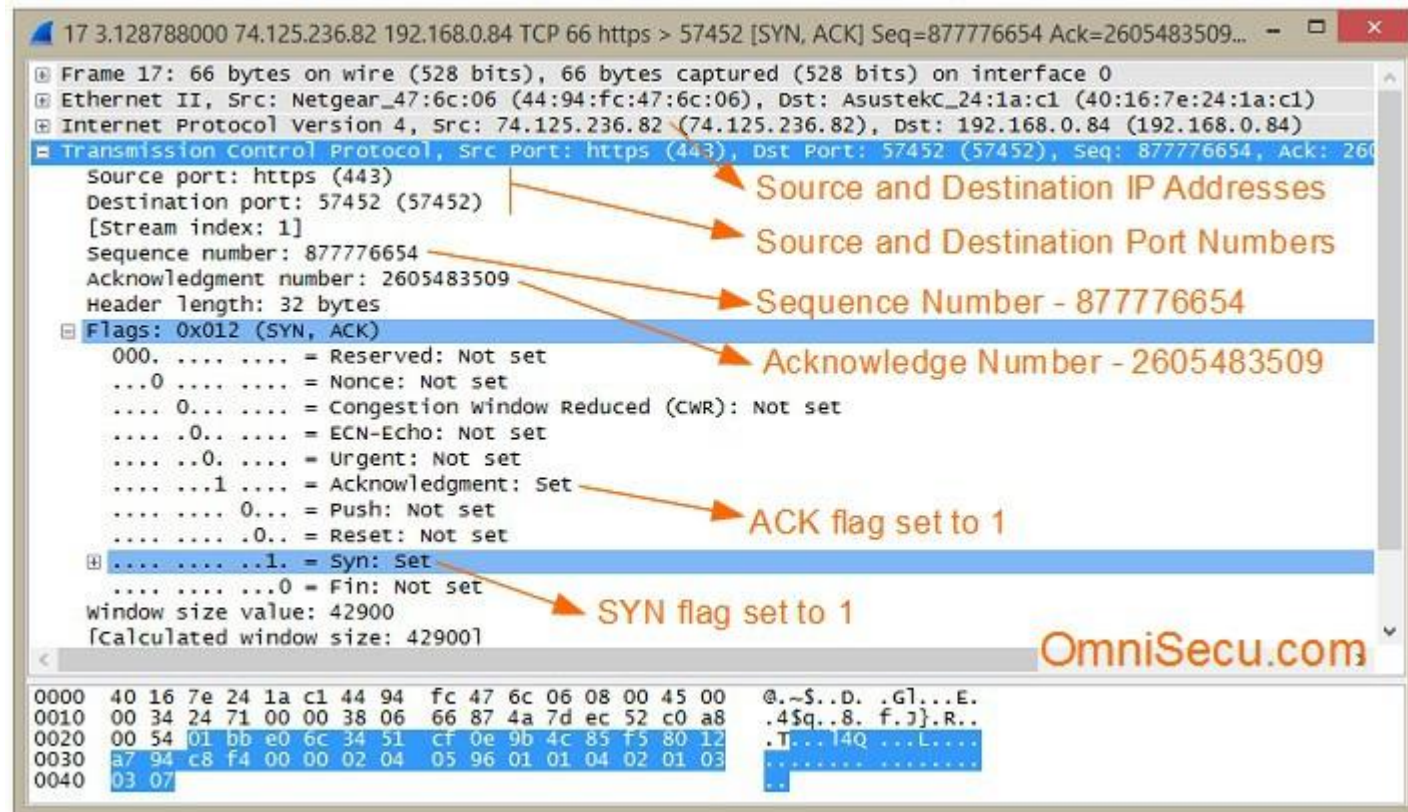 17 3.128788000 74.125.236.82 192.168.0.84 TCP 66 https > 57452 [SYN, ACK] Seq=877776654 Ack=2605483509...
Frame 17: 66 bytes on wire (528 bits), 66 bytes captured (528 bits) on interface 0
Ethernet II, Src: Netgear_47:6c:06 (44:94:fc:47:6c:06), Dst: AsustekC_24:1a:c1 (40:16:7e:24:1a:c1)
Internet Protocol Version 4, Src: 74.125.236.82 (74.125.236.82), Dst: 192.168.0.84 (192.168.0.84)
Transmission Control Protocol, Src Port: https (443), Dst Port: 57452 (57452), Seq: 877776654, Ack: 260
Source port: https (443)
Source and Destination IP Addresses
Destination port: 57452 (57452)
[Stream index: 1]
Source and Destination Port Numbers
Sequence number: 877776654
Acknowledgment number: 2605483509
Header length: 32 bytes
Sequence Number - 877776654
Flags: 0x012 (SYN, ACK)
000. .... .... = Reserved: Not set
Acknowledge Number - 2605483509
...0 .... .... = Nonce: Not set
.... 0... .... = Congestion Window Reduced (CWR): Not set
.... .0.. .... = ECN-Echo: Not set
.... ..0. .... = Urgent: Not set
.... ...1 .... = Acknowledgment: Set
.... .... 0... = Push: Not set
ACK flag set to 1
.... .... .0.. = Reset: Not set
.... .... ..1. = Syn: Set
.... .... ...0 = Fin: Not set
Window size value: 42900
SYN flag set to 1
[Calculated window size: 42900]
OmniSecu.com
0000 40 16 7e 24 1a c1 44 94 fc 47 6c 06 08 00 45 00 @.~$..D. .Gl...E.
0010 00 34 24 71 00 00 38 06 66 87 4a 7d ec 52 c0 a8 .4$q..8. f.J}.R..
0020 00 54 01 bb e0 6c 34 51 cf 0e 9b 4c 85 f5 80 12 .T...l4Q ...L....
0030 a7 94 c8 f4 00 00 02 04 05 96 01 01 04 02 01 03 ........ ........
0040 03 07 ..